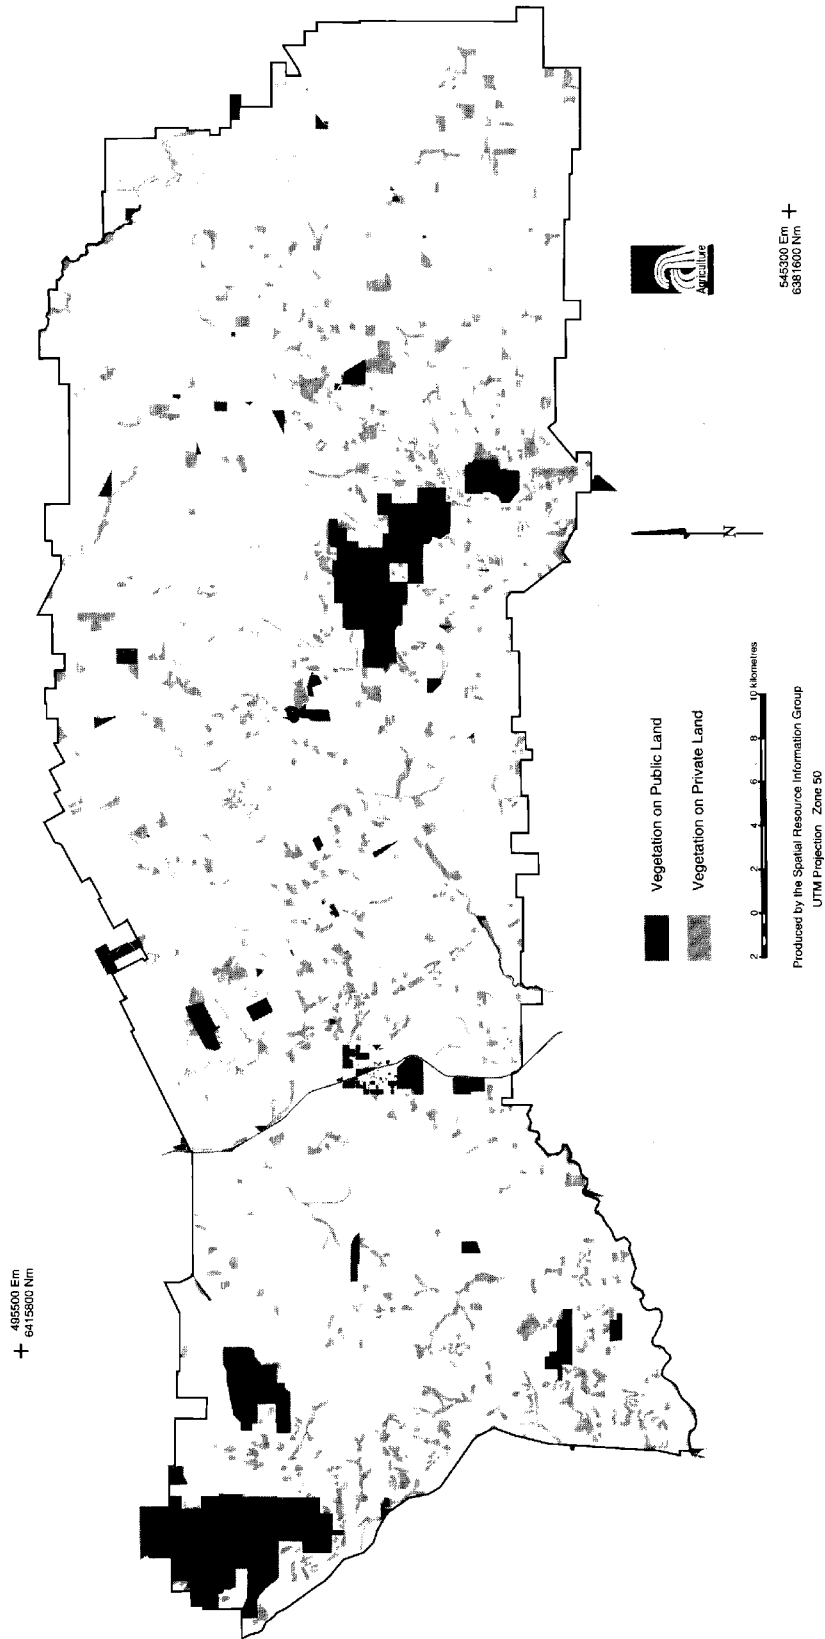 495500 Em
6415800 Nm
Agriculture
545300 Em
6381600 Nm
N
Vegetation on Public Land
Vegetation on Private Land
2 0 2 4 6 8 10 kilometres
Produced by the Spatial Resource Information Group
UTM Projection Zone 50